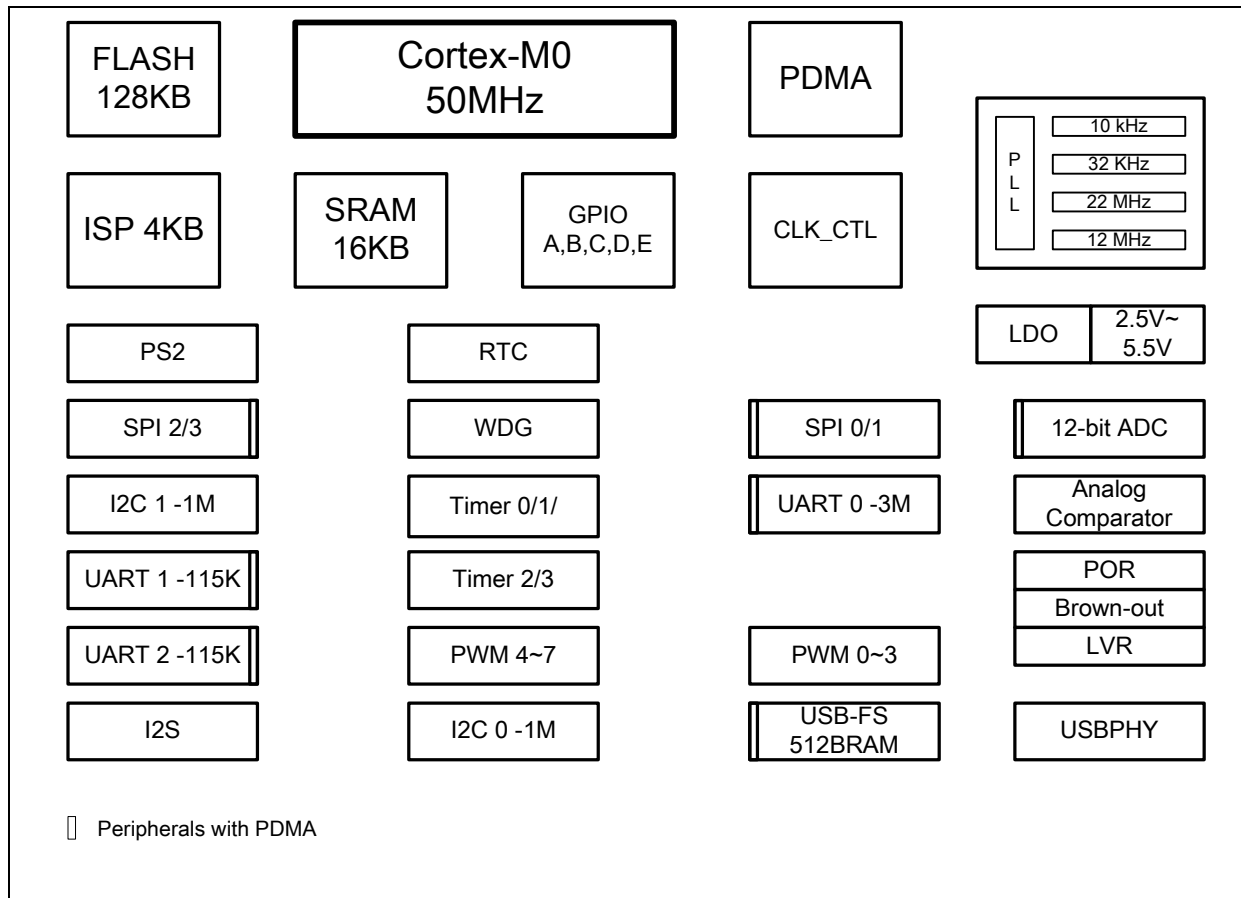 FLASH
128KB
Cortex-M0
50MHz
PDMA
10 kHz
32 KHz
22 MHz
12 MHz
P
L
L
ISP 4KB
SRAM
16KB
GPIO
A,B,C,D,E
CLK_CTL
LDO
2.5V~
5.5V
PS2
RTC
SPI 2/3
WDG
SPI 0/1
12-bit ADC
I2C 1 -1M
Timer 0/1/
UART 0 -3M
Analog
Comparator
UART 1 -115K
Timer 2/3
POR
Brown-out
LVR
UART 2 -115K
PWM 4~7
PWM 0~3
I2S
I2C 0 -1M
USB-FS
512BRAM
USBPHY
Peripherals with PDMA